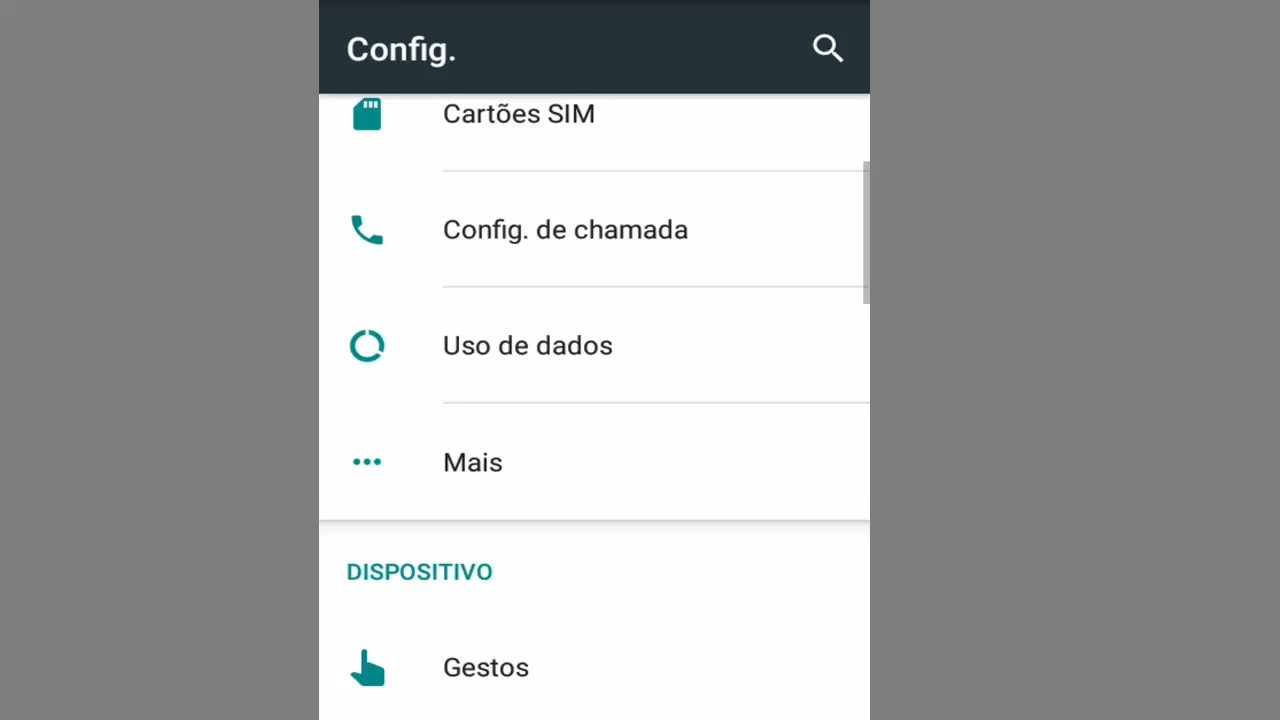 Config.
Cartões SIM
Config. de chamada
Uso de dados
Mais
DISPOSITIVO
Gestos